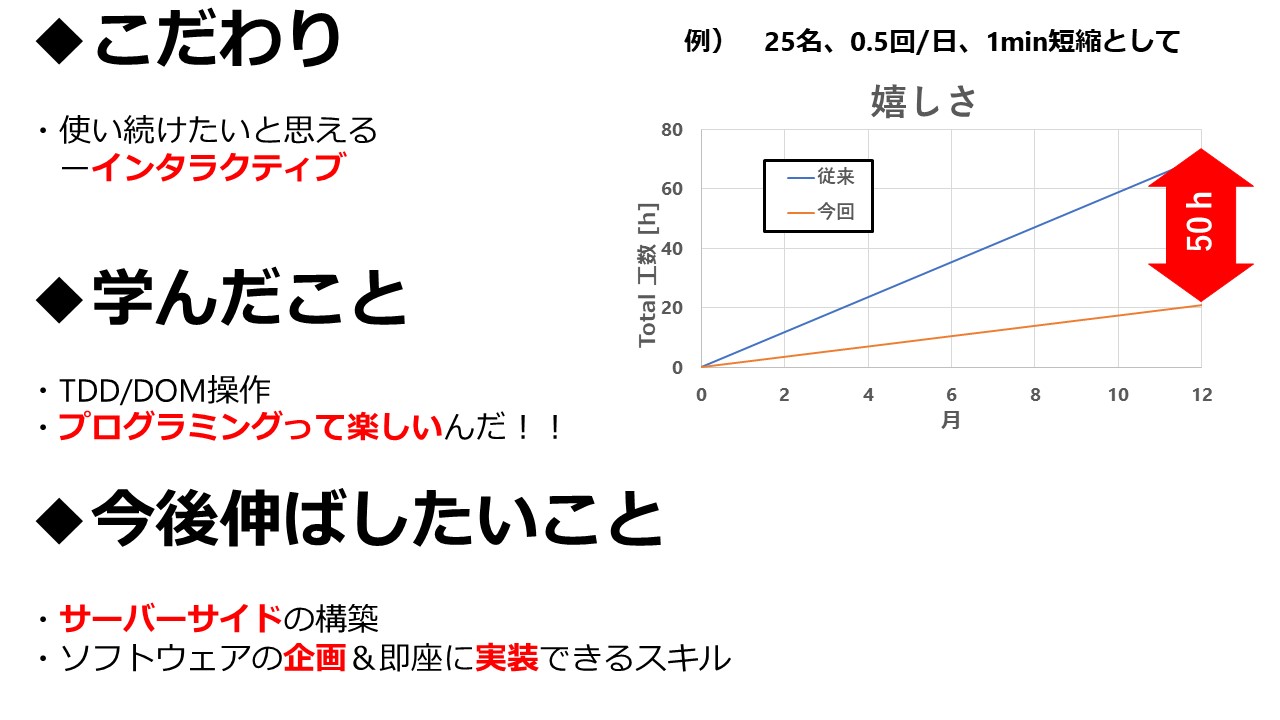 ◆こだわり
・使い続けたいと思える
ーインタラクティブ
◆学んだこと
・TDD/DOM操作
・プログラミングって楽しいんだ！！
◆今後伸ばしたいこと
・サーバーサイドの構築
・ソフトウェアの企画＆即座に実装できるスキル
例）　25名、0.5回/日、1min短縮として
嬉しさ
Total 工数 [h]
80
60
40
20
0
従来
今回
50 h
0 2 4 6 8 10 12
月